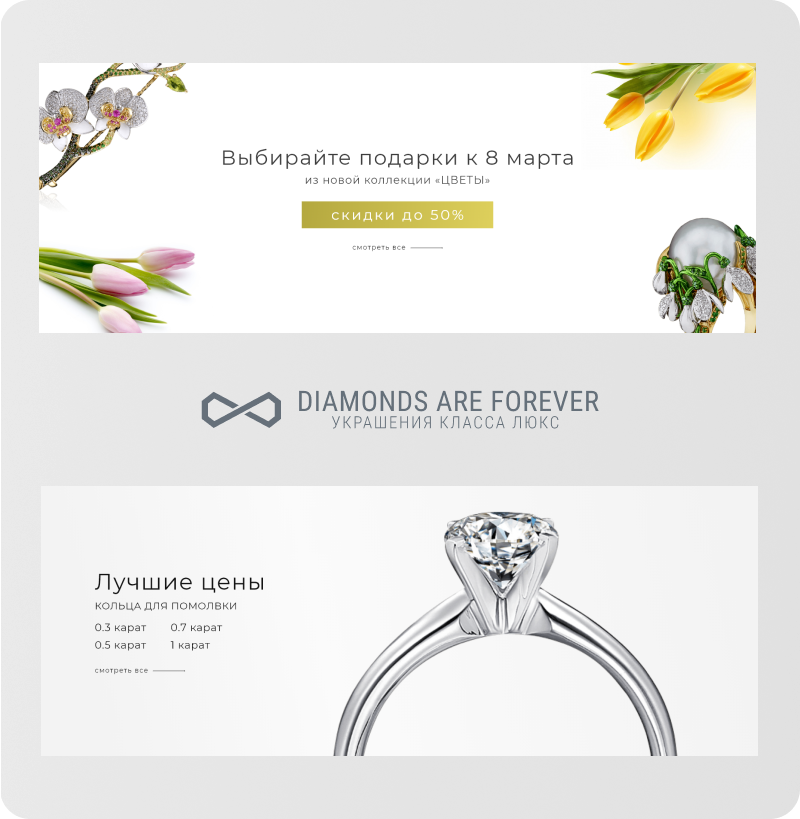 Выбирайте подарки к 8 марта
из новой коллекции «ЦВЕТЫ»
скидки до 50%
смотреть все
DIAMONDS ARE FOREVER
УКРАШЕНИЯ КЛАССА ЛЮКС
Лучшие цены
КОЛЬЦА ДЛЯ ПОМОЛВКИ
0.3 карат 0.7 карат
0.5 карат 1 карат
смотреть все